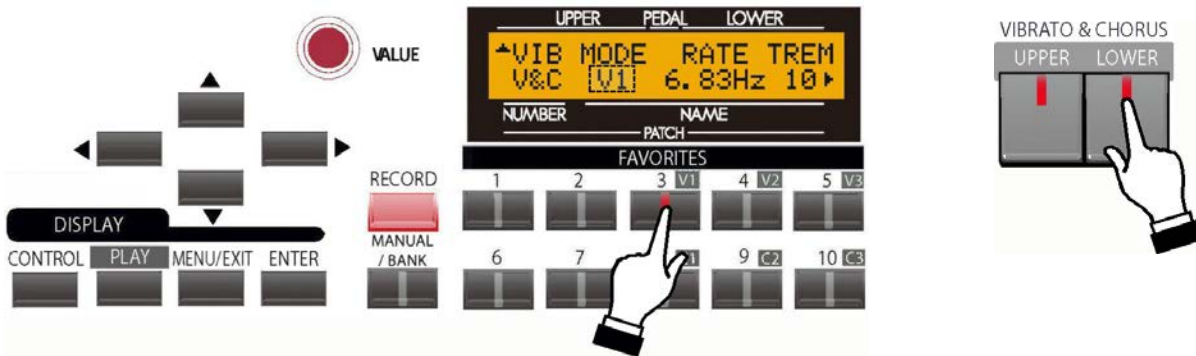 UPPER PEDAL LOWER
VALUE
VIB MODE RATE TREM
V&C V1 6.83Hz 10
NUMBER NAME
PATCH
FAVORITES
RECORD
1 2 3 V1 4 V2 5 V3
DISPLAY
MANUAL
/ BANK
CONTROL PLAY MENU/EXIT ENTER
6 7 9 C2 10 C3
VIBRATO & CHORUS
UPPER LOWER